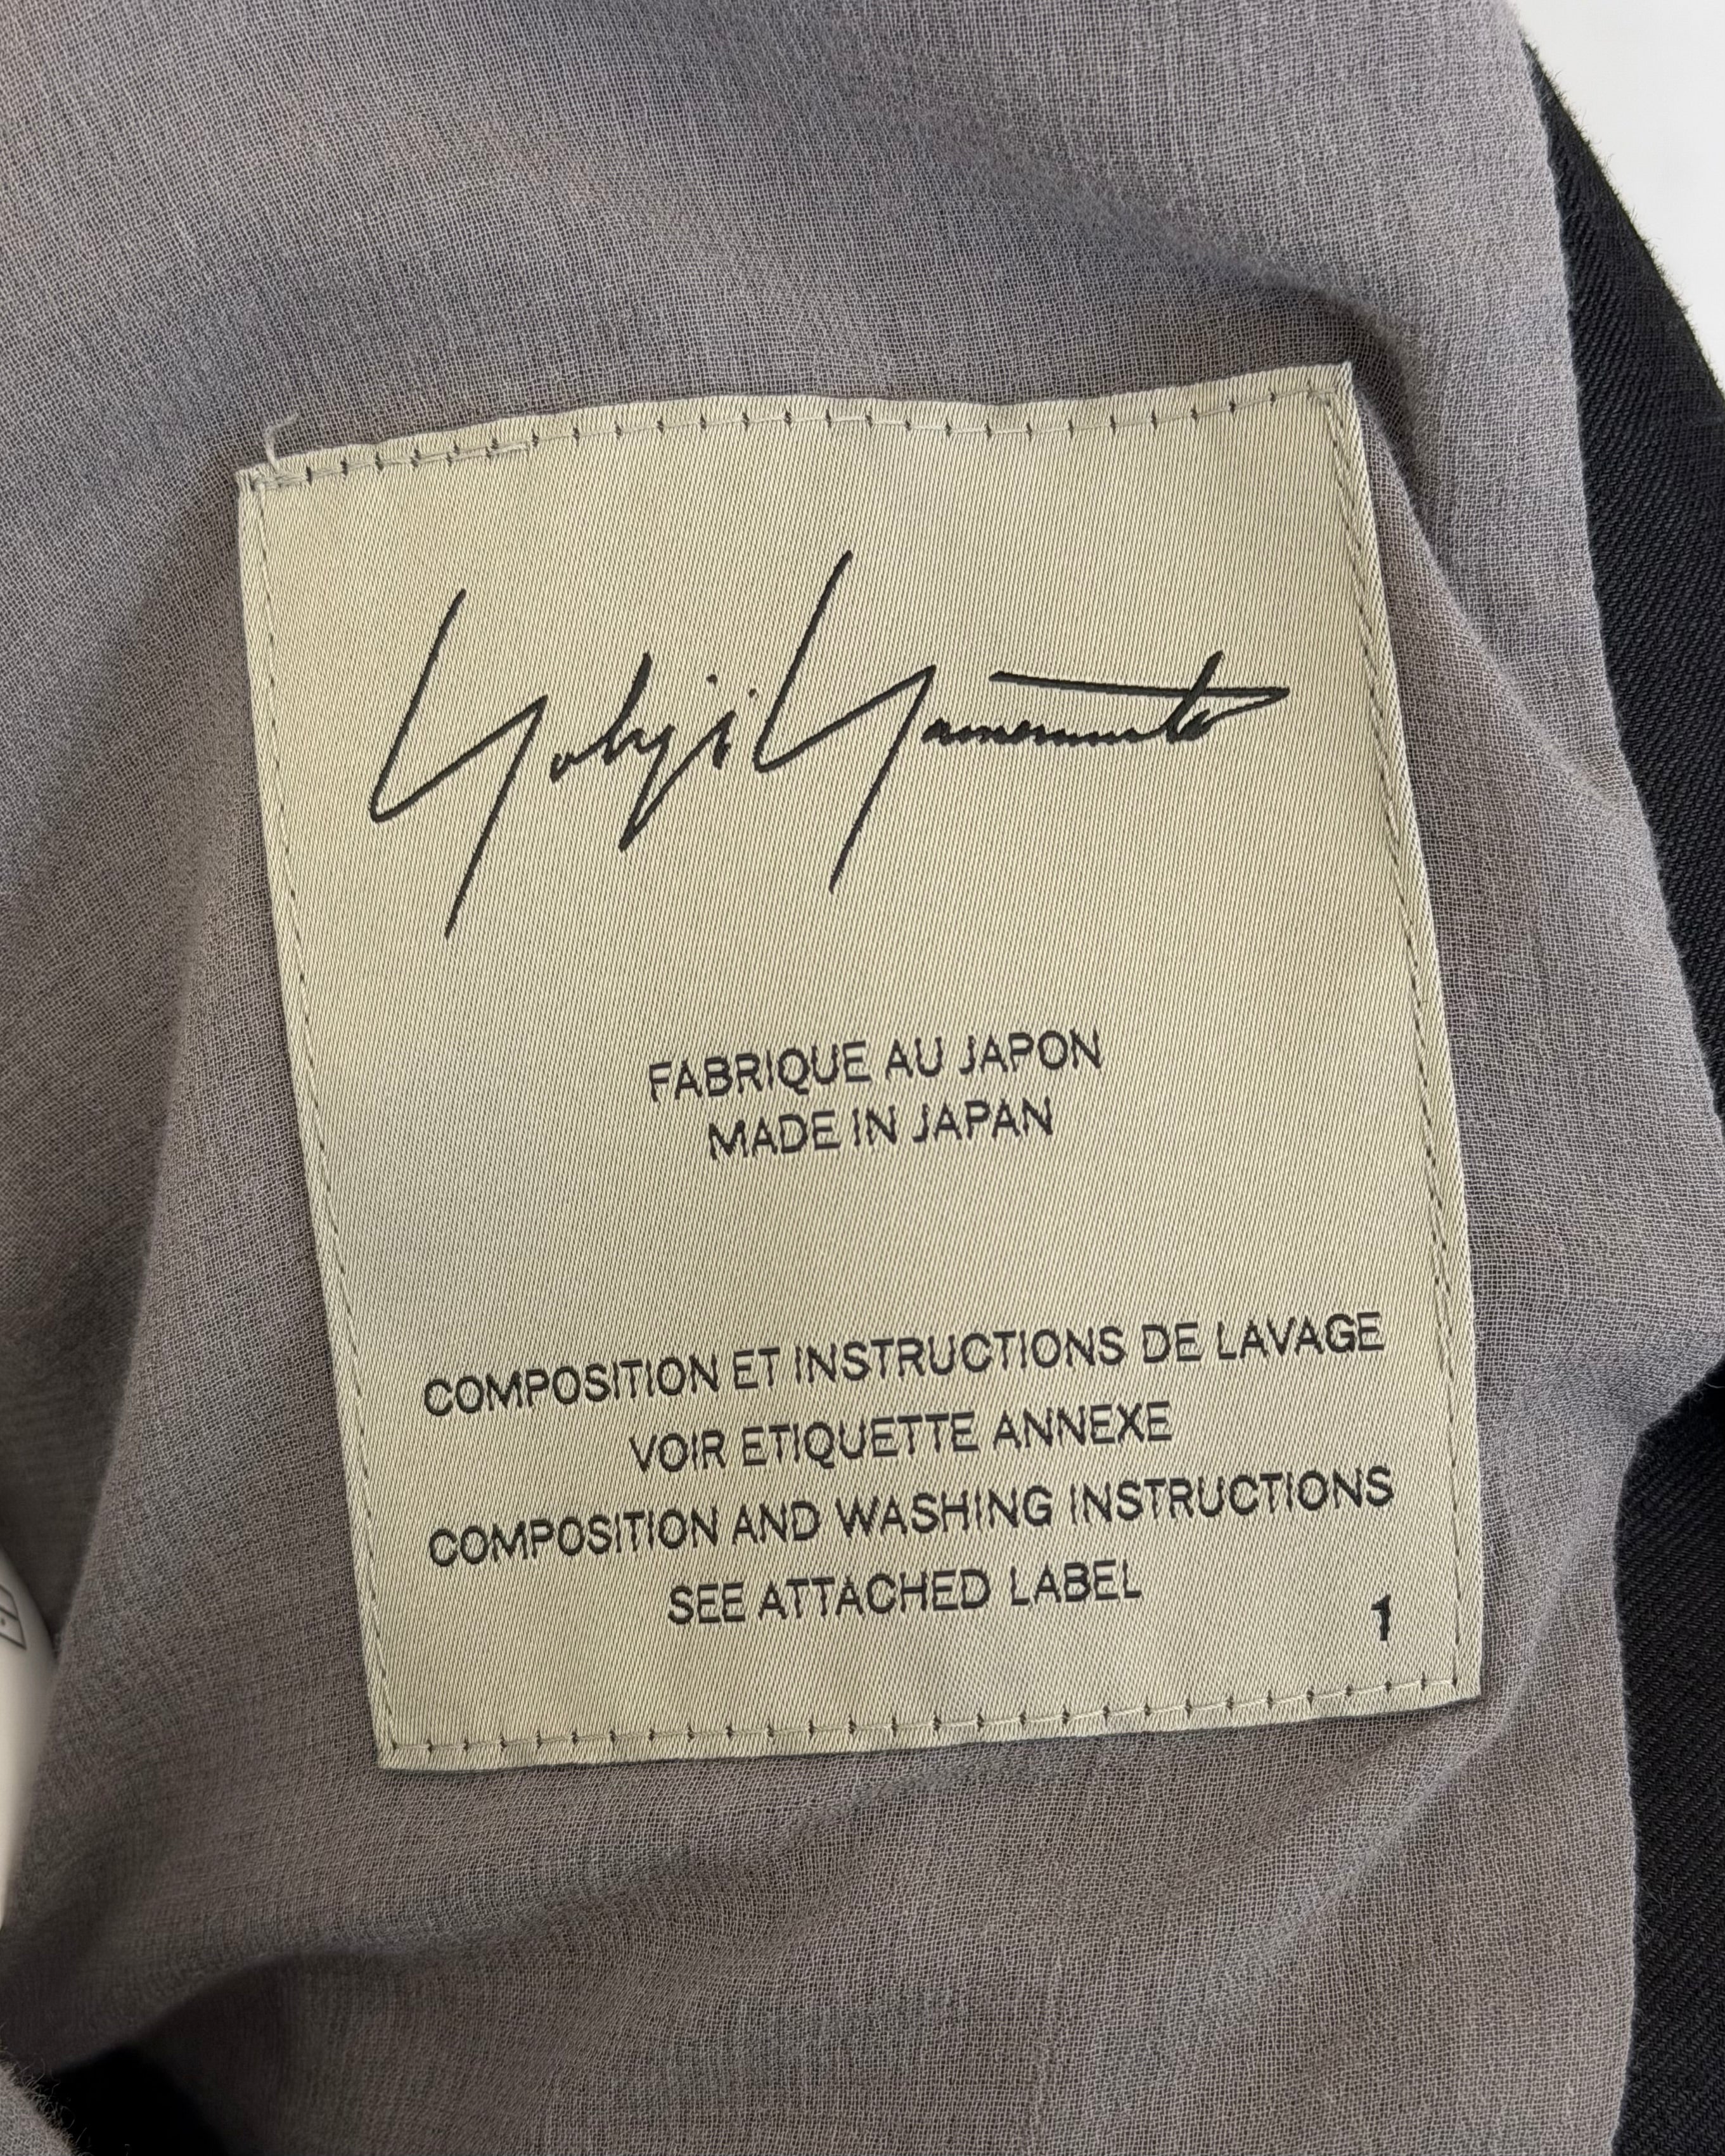 Yohji Yamamoto
FABRIQUE AU JAPON
MADE IN JAPAN
COMPOSITION ET INSTRUCTIONS DE LAVAGE
VOIR ETIQUETTE ANNEXE
COMPOSITION AND WASHING INSTRUCTIONS
SEE ATTACHED LABEL
1